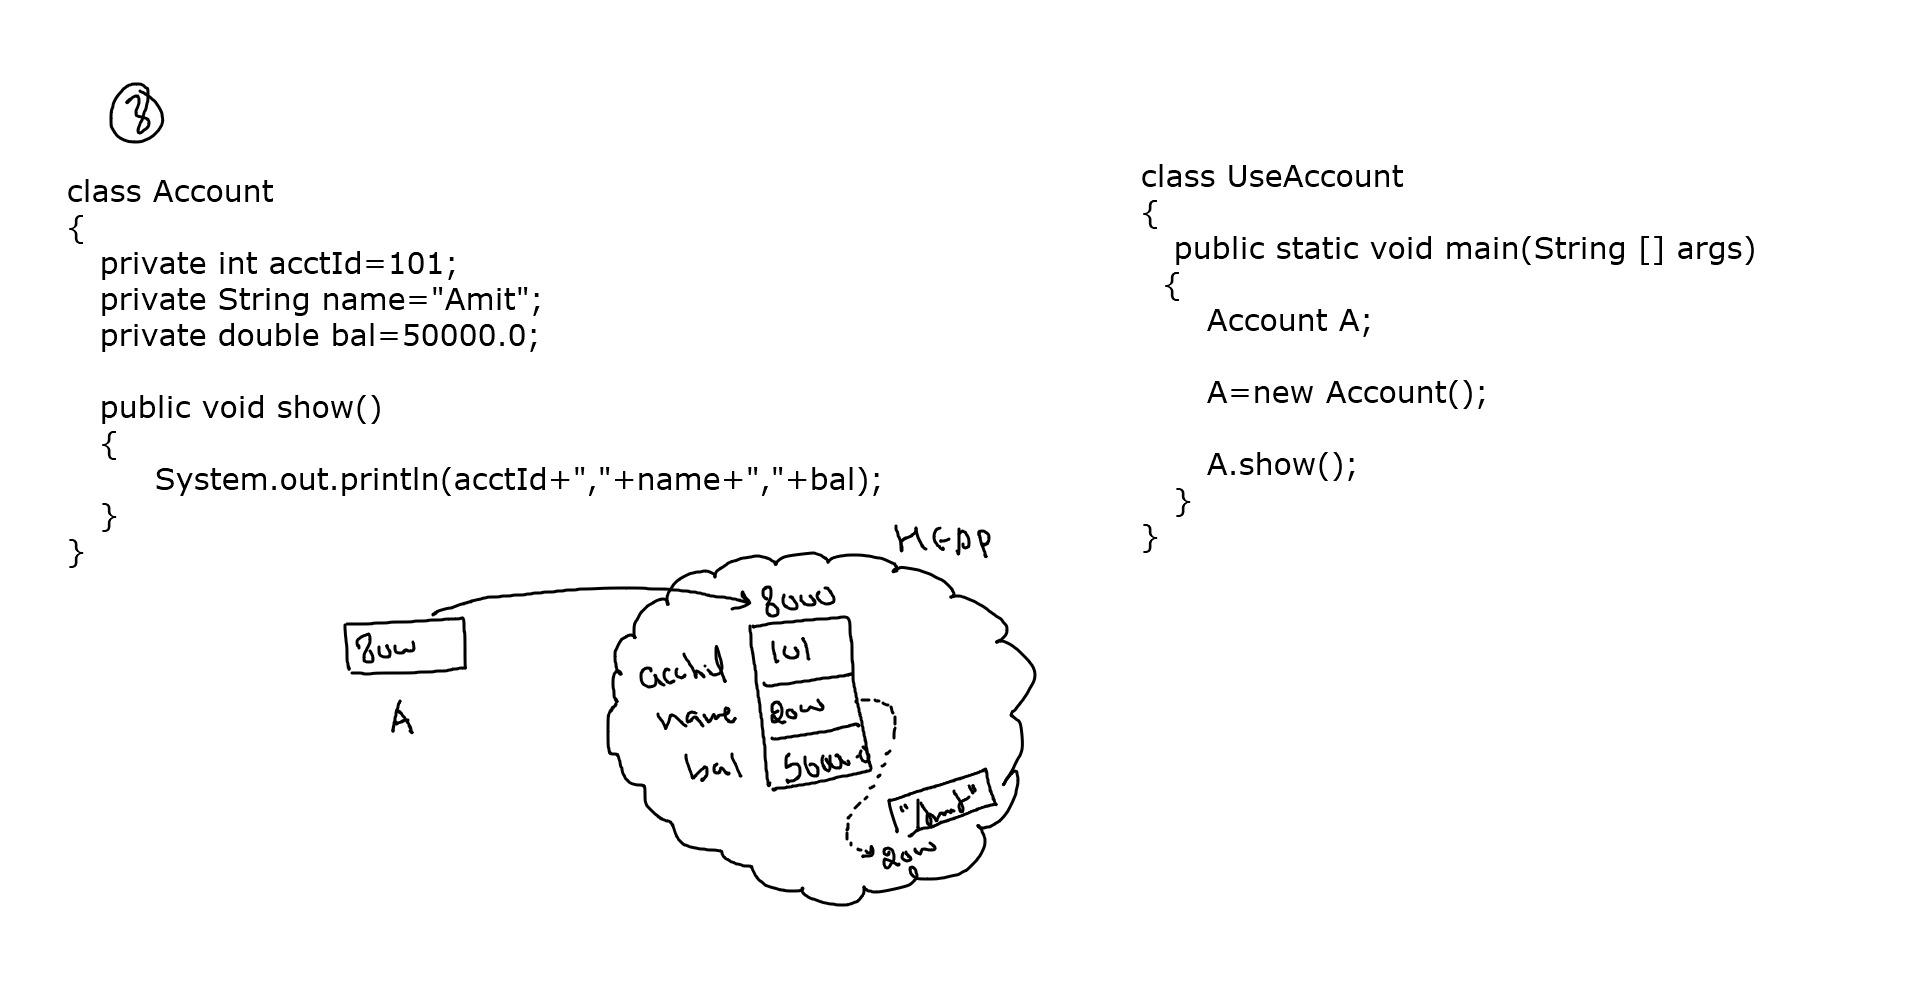 8
class Account
{
private int acctId=101;
private String name="Amit";
private double bal=50000.0;
public void show()
{
System.out.println(acctId+","+name+","+bal);
}
}
class UseAccount
{
public static void main(String [] args)
{
Account A;
A=new Account();
A.show();
}
}
HEAP
8000
8000
101
acctid
name
2000
bal
50000.0
A
"Amit"
2000